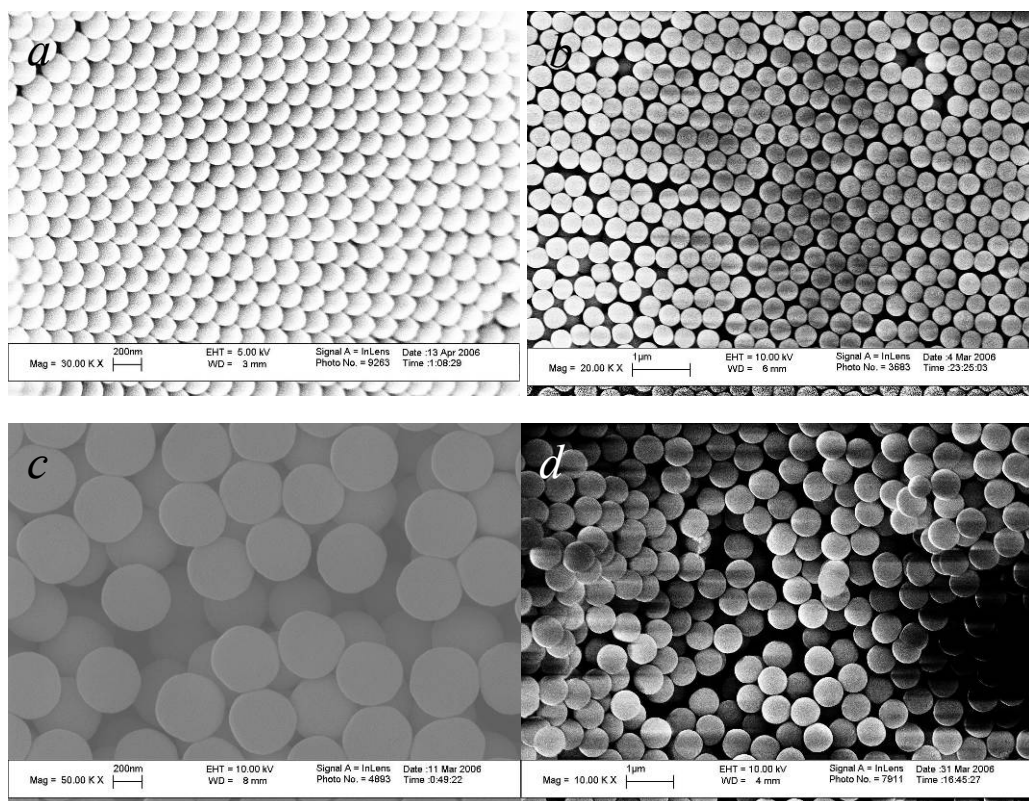 a
b
200nm
Mag = 30.00 K X
EHT = 5.00 kV
WD = 3 mm
Signal A = InLens
Photo No. = 9263
Date :13 Apr 2006
Time :1:08:29
1µm
Mag = 20.00 K X
EHT = 10.00 kV
WD = 6 mm
Signal A = InLens
Photo No. = 3683
Date :4 Mar 2006
Time :23:25:03
c
d
200nm
Mag = 50.00 K X
EHT = 10.00 kV
WD = 8 mm
Signal A = InLens
Photo No. = 4893
Date :11 Mar 2006
Time :0:49:22
1µm
Mag = 10.00 K X
EHT = 10.00 kV
WD = 4 mm
Signal A = InLens
Photo No. = 7911
Date :31 Mar 2006
Time :16:45:27